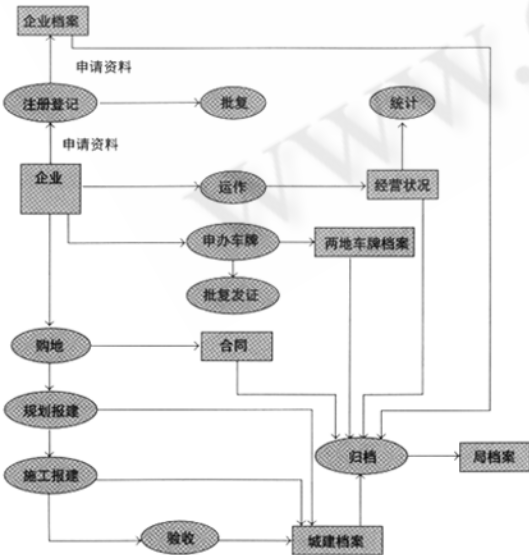 企业档案
申请资料
注册登记
批复
统计
申请资料
企业
运作
经营状况
申办车牌
两地车牌档案
批复发证
购地
合同
规划报建
归档
局档案
施工报建
验收
城建档案
www.